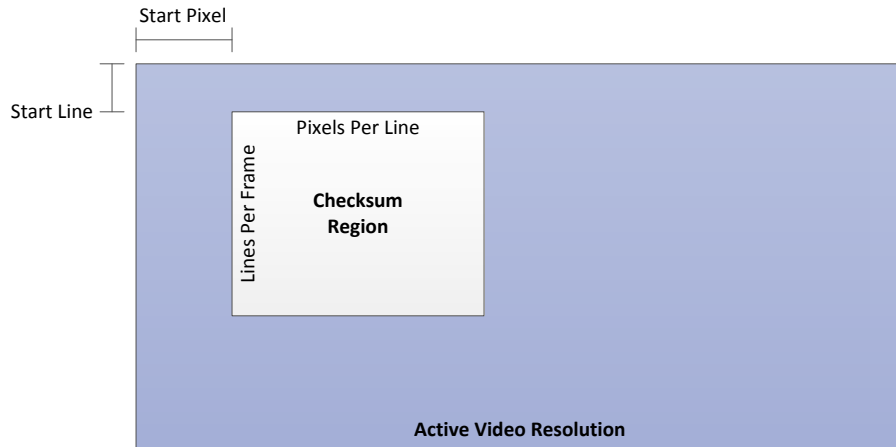 Start Pixel
Start Line
Pixels Per Line
Lines Per Frame
Checksum
Region
Active Video Resolution